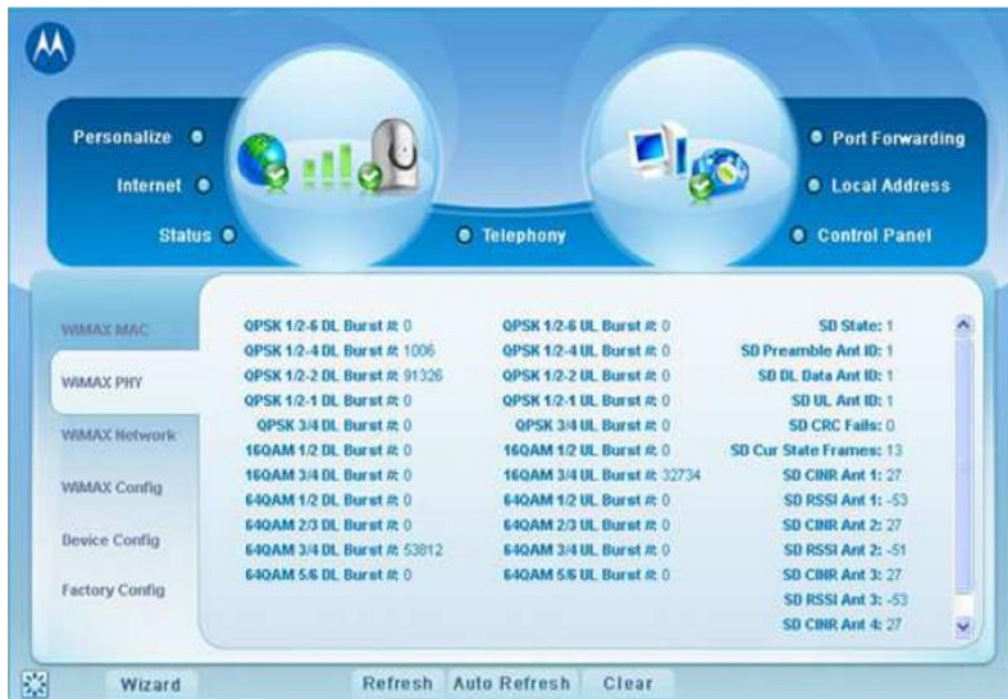 Personalize
Internet
Status
Telephony
Port Forwarding
Local Address
Control Panel
WiMAX MAC
WiMAX PHY
WiMAX Network
WiMAX Config
Device Config
Factory Config
QPSK 1/2-6 DL Burst #: 0
QPSK 1/2-4 DL Burst #: 1006
QPSK 1/2-2 DL Burst #: 91326
QPSK 1/2-1 DL Burst #: 0
QPSK 3/4 DL Burst #: 0
16QAM 1/2 DL Burst #: 0
16QAM 3/4 DL Burst #: 0
64QAM 1/2 DL Burst #: 0
64QAM 2/3 DL Burst #: 0
64QAM 3/4 DL Burst #: 53812
64QAM 5/6 DL Burst #: 0
QPSK 1/2-6 UL Burst #: 0
QPSK 1/2-4 UL Burst #: 0
QPSK 1/2-2 UL Burst #: 0
QPSK 1/2-1 UL Burst #: 0
QPSK 3/4 UL Burst #: 0
16QAM 1/2 UL Burst #: 0
16QAM 3/4 UL Burst #: 32734
64QAM 1/2 UL Burst #: 0
64QAM 2/3 UL Burst #: 0
64QAM 3/4 UL Burst #: 0
64QAM 5/6 UL Burst #: 0
SD State: 1
SD Preamble Ant ID: 1
SD DL Data Ant ID: 1
SD UL Ant ID: 1
SD CRC Fails: 0
SD Cur State Frames: 13
SD CINR Ant 1: 27
SD RSSI Ant 1: -53
SD CINR Ant 2: 27
SD RSSI Ant 2: -51
SD CINR Ant 3: 27
SD RSSI Ant 3: -53
SD CINR Ant 4: 27
Wizard
Refresh
Auto Refresh
Clear